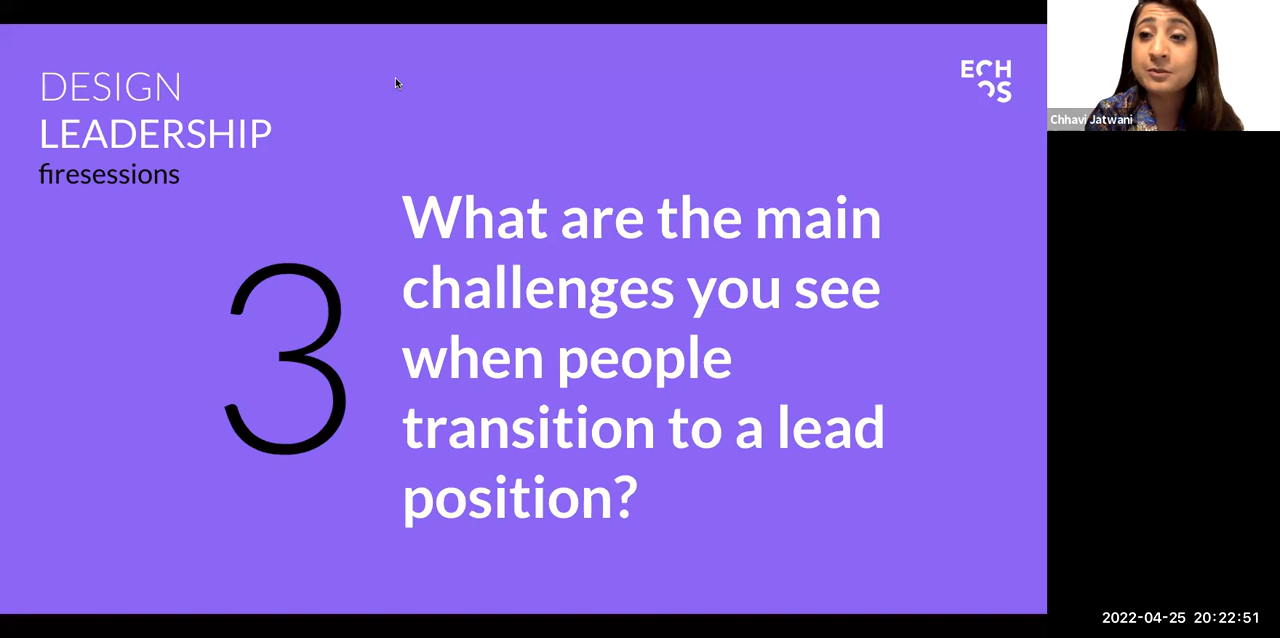 DESIGN
LEADERSHIP
firesessions
ECH
OS
Chhavi Jatwani
3
What are the main
challenges you see
when people
transition to a lead
position?
2022-04-25 20:22:51